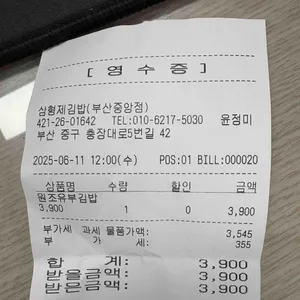 [ 영 수 증 ]
삼형제김밥(부산중앙점)
421-26-01642 TEL:010-6217-5030 윤정미
부산 중구 충장대로5번길 42
2025-06-11 12:00(수) POS:01 BILL:000020
상품명 수량 할인 금액
원조유부김밥
3,900 1 0 3,900
부가세 과세 물품가액: 3,545
부 가 세: 355
합 계: 3,900
받을금액: 3,900
받은금액: 3,900